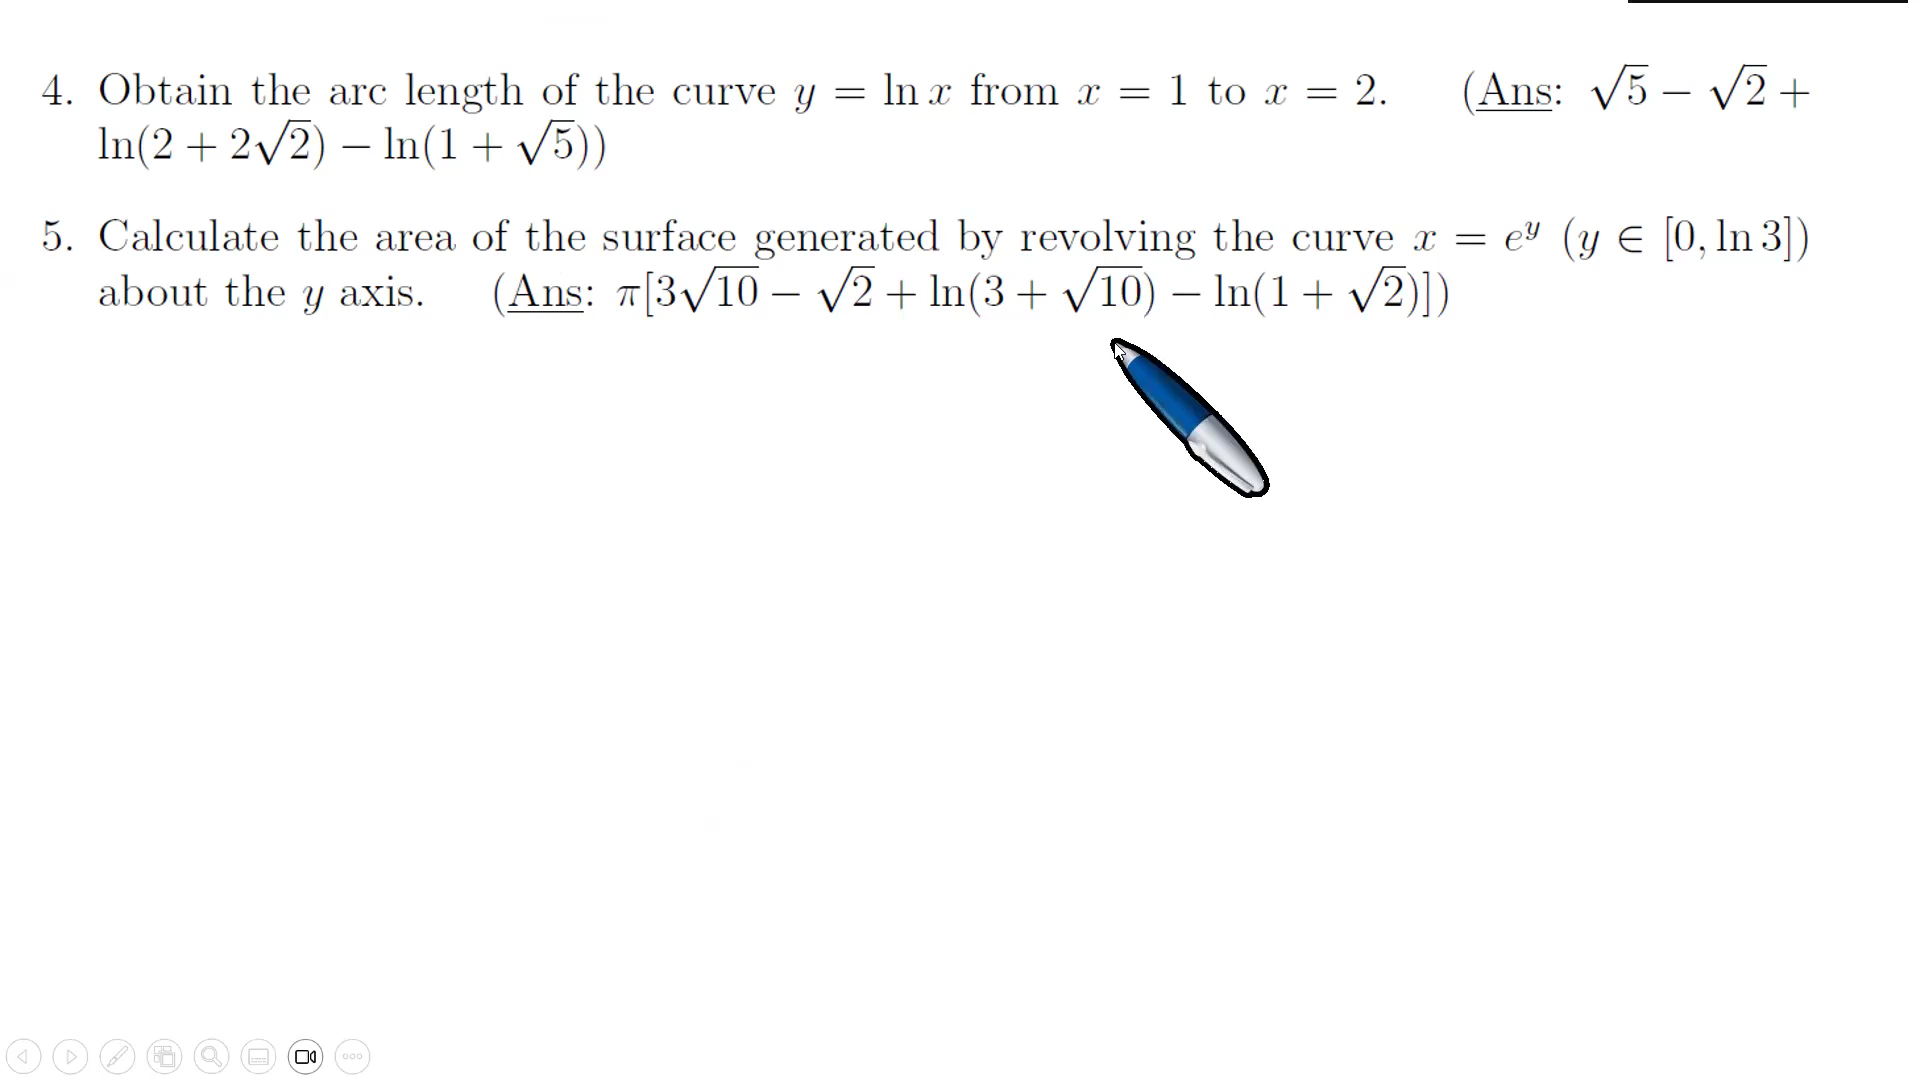 4. Obtain the arc length of the curve y = ln x from x = 1 to x = 2. (Ans: √5 − √2 +
ln(2 + 2√2) − ln(1 + √5))
5. Calculate the area of the surface generated by revolving the curve x = e^y (y ∈ [0, ln 3])
about the y axis. (Ans: π[3√10 − √2 + ln(3 + √10) − ln(1 + √2)])